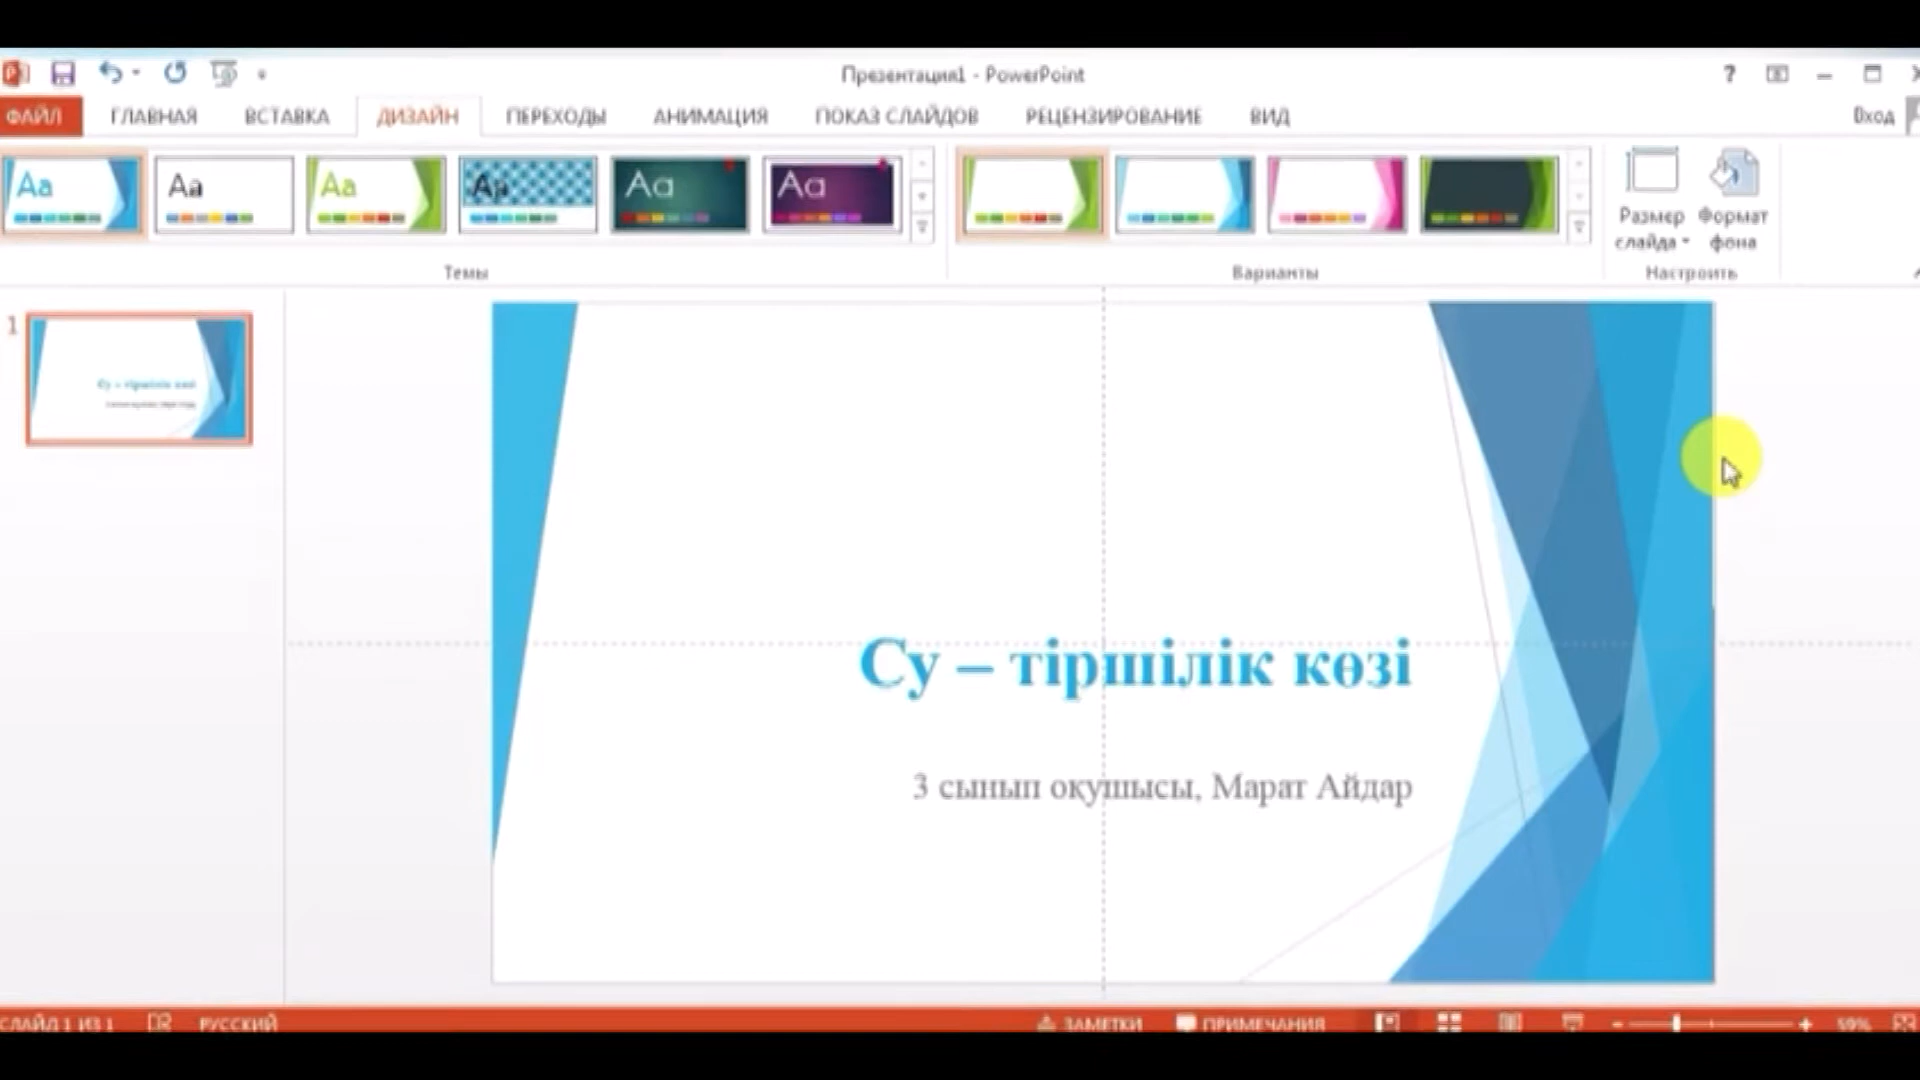 Презентация1 - PowerPoint
ФАЙЛ ГЛАВНАЯ ВСТАВКА ДИЗАЙН ПЕРЕХОДЫ АНИМАЦИЯ ПОКАЗ СЛАЙДОВ РЕЦЕНЗИРОВАНИЕ ВИД Вход
Aa Aa Aa Aa Aa Aa
Размер слайда
Формат фона
Темы Варианты Настроить
1
Су – тіршілік көзі
3 сынып оқушысы, Марат Айдар
СЛАЙД 1 ИЗ 1 РУССКИЙ ЗАМЕТКИ ПРИМЕЧАНИЯ 59%